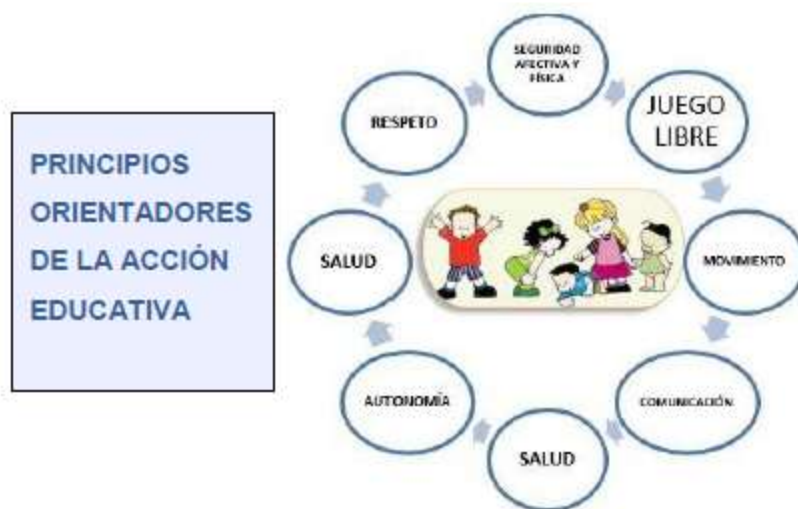 PRINCIPIOS
ORIENTADORES
DE LA ACCIÓN
EDUCATIVA
SEGURIDAD
AFECTIVA Y
FÍSICA
JUEGO
LIBRE
MOVIMIENTO
COMUNICACIÓN
SALUD
AUTONOMÍA
SALUD
RESPETO